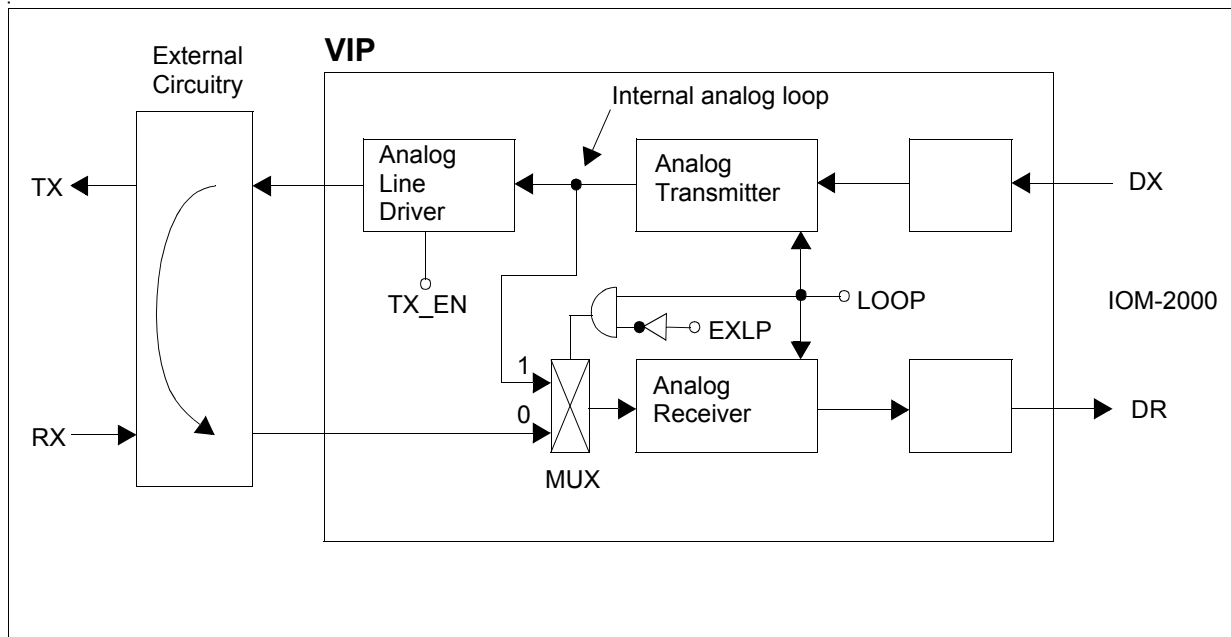 External
Circuitry
VIP
Internal analog loop
TX
Analog
Line
Driver
Analog
Transmitter
DX
TX_EN
LOOP
IOM-2000
EXLP
1
0
Analog
Receiver
RX
DR
MUX